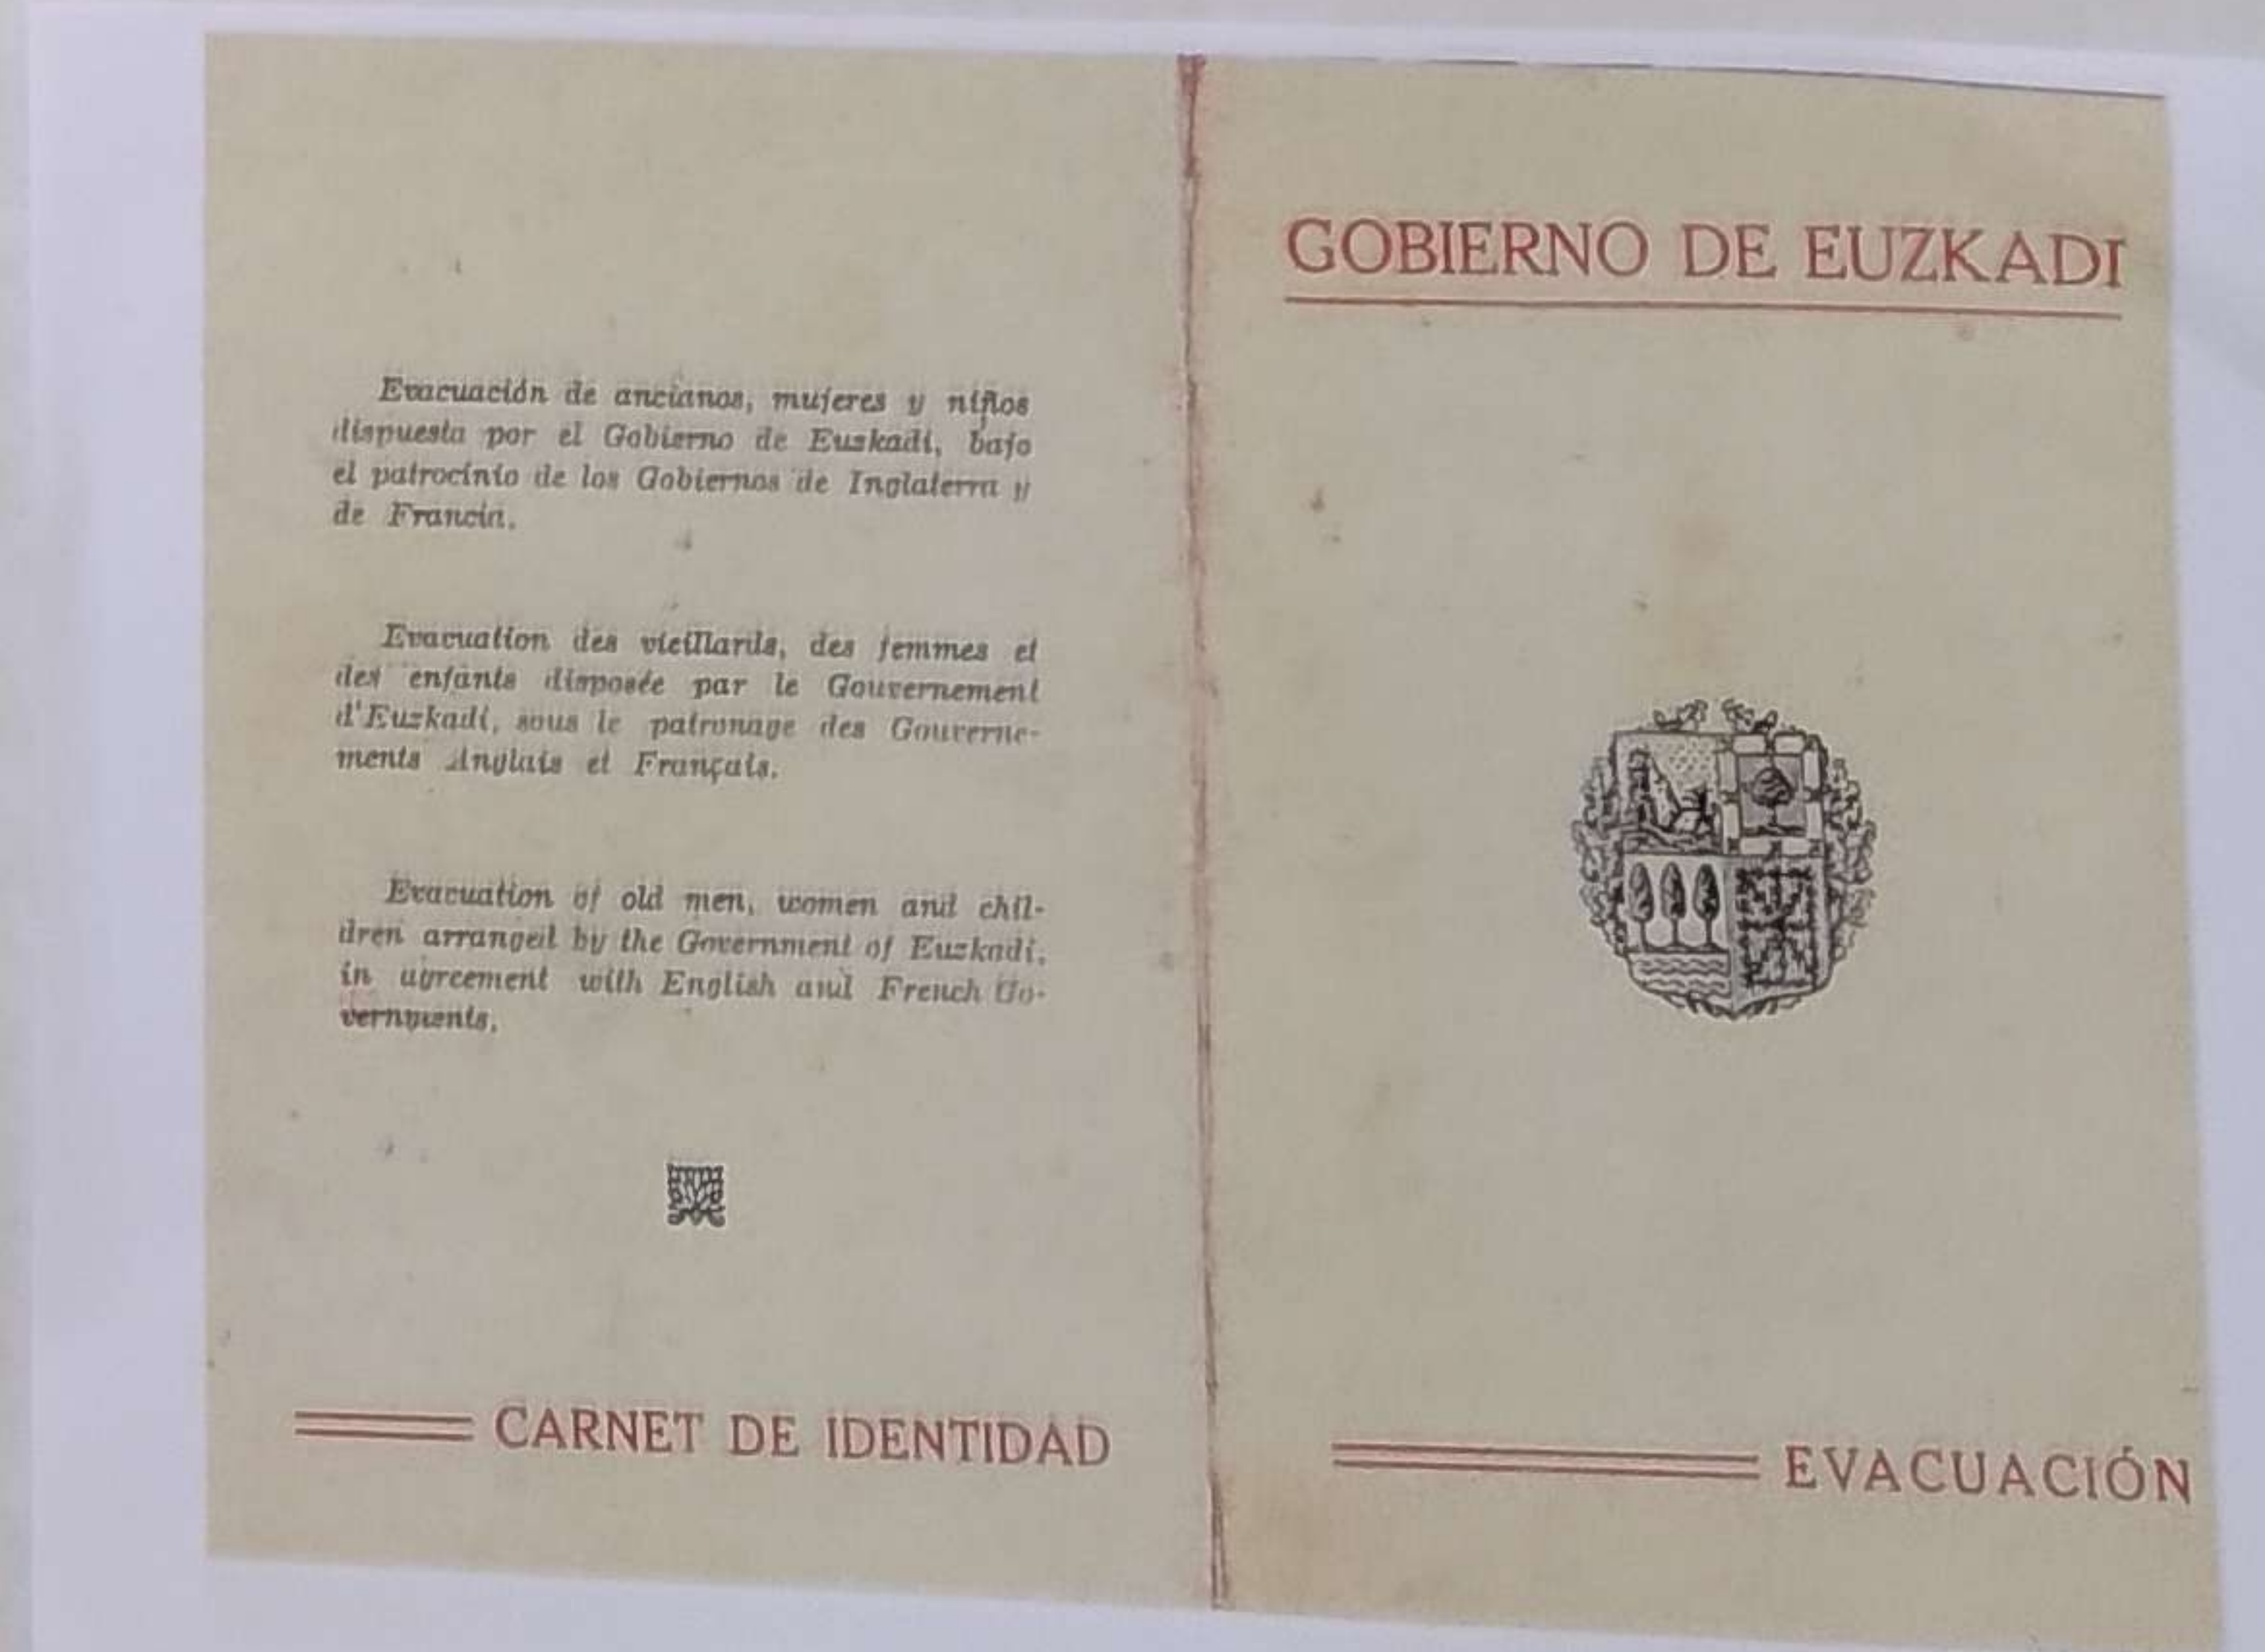 Evacuación de ancianos, mujeres y niños
dispuesta por el Gobierno de Euzkadi, bajo
el patrocinio de los Gobiernos de Inglaterra y
de Francia.
Evacuation des vieillards, des femmes et
des enfants disposée par le Gouvernement
d'Euzkadi, sous le patronage des Gouverne-
ments Anglais et Français.
Evacuation of old men, women and chil-
dren arranged by the Government of Euzkadi,
in agreement with English and French Go-
vernments.
CARNET DE IDENTIDAD
GOBIERNO DE EUZKADI
EVACUACIÓN